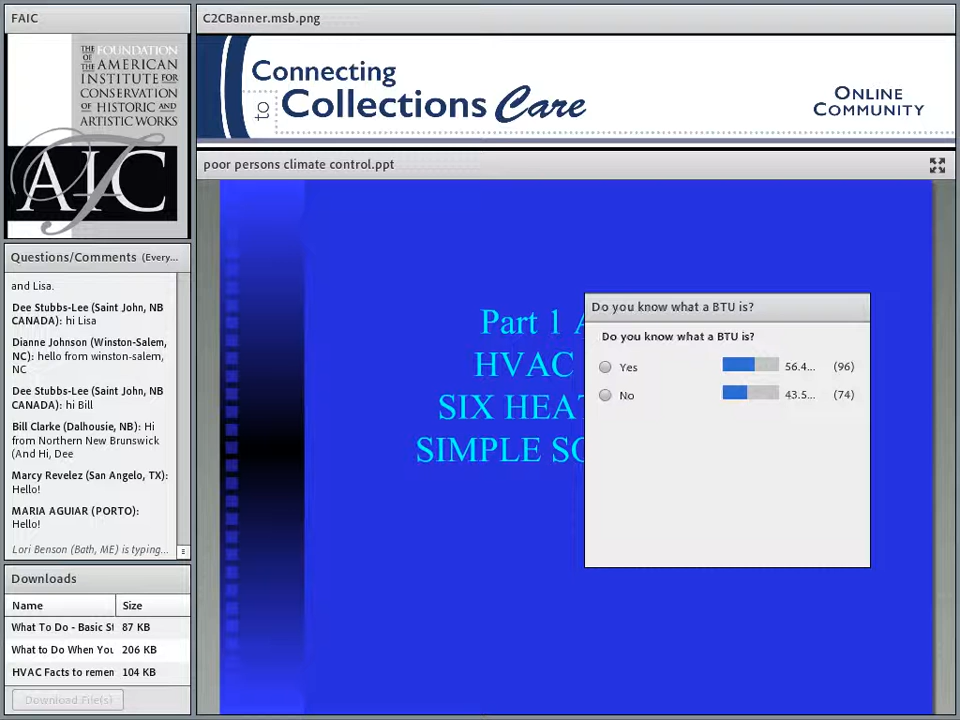 FAIC
THE FOUNDATION
OF THE AMERICAN
INSTITUTE FOR
CONSERVATION
OF HISTORIC AND
ARTISTIC WORKS
FAIC
Questions/Comments (Every...
and Lisa.
Dee Stubbs-Lee (Saint John, NB
CANADA): hi Lisa
Dianne Johnson (Winston-Salem,
NC): hello from winston-salem,
NC
Dee Stubbs-Lee (Saint John, NB
CANADA): hi Bill
Bill Clarke (Dalhousie, NB): Hi
from Northern New Brunswick
(And Hi, Dee
Marcy Revelez (San Angelo, TX):
Hello!
MARIA AGUIAR (PORTO):
Hello!
Lori Benson (Bath, ME) is typing...
Downloads
Name Size
What To Do - Basic St 87 KB
What to Do When You 206 KB
HVAC Facts to remem 104 KB
Download File(s)
C2CBanner.msb.png
Connecting
to Collections Care
ONLINE
COMMUNITY
poor persons climate control.ppt
Part 1
HVAC
SIX HEAT
SIMPLE SO
Do you know what a BTU is?
Do you know what a BTU is?
Yes 56.4... (96)
No 43.5... (74)